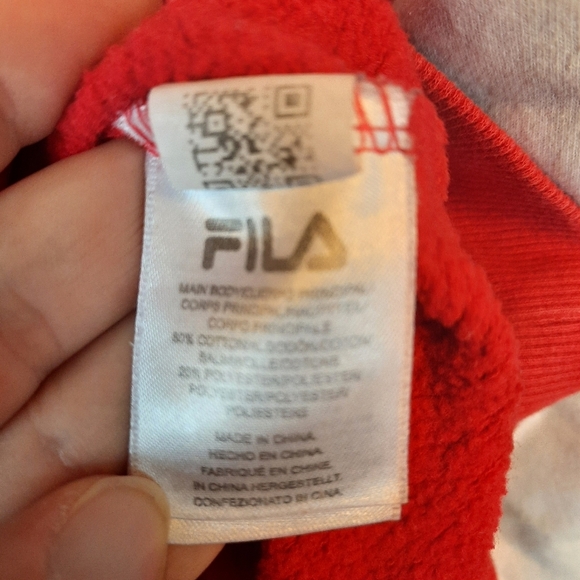 FILA
MAIN BODY/CUERPO PRINCIPAL/
CORPS PRINCIPAL/
CORPO PRINCIPALE
80% COTTON/ALGODÓN/COTON/
BAUMWOLLE/COTONE
20% POLYESTER/POLIÉSTER/
POLYESTER/POLYESTER/
POLIESTERE
MADE IN CHINA
HECHO EN CHINA
FABRIQUÉ EN CHINE
IN CHINA HERGESTELLT
CONFEZIONATO IN CINA